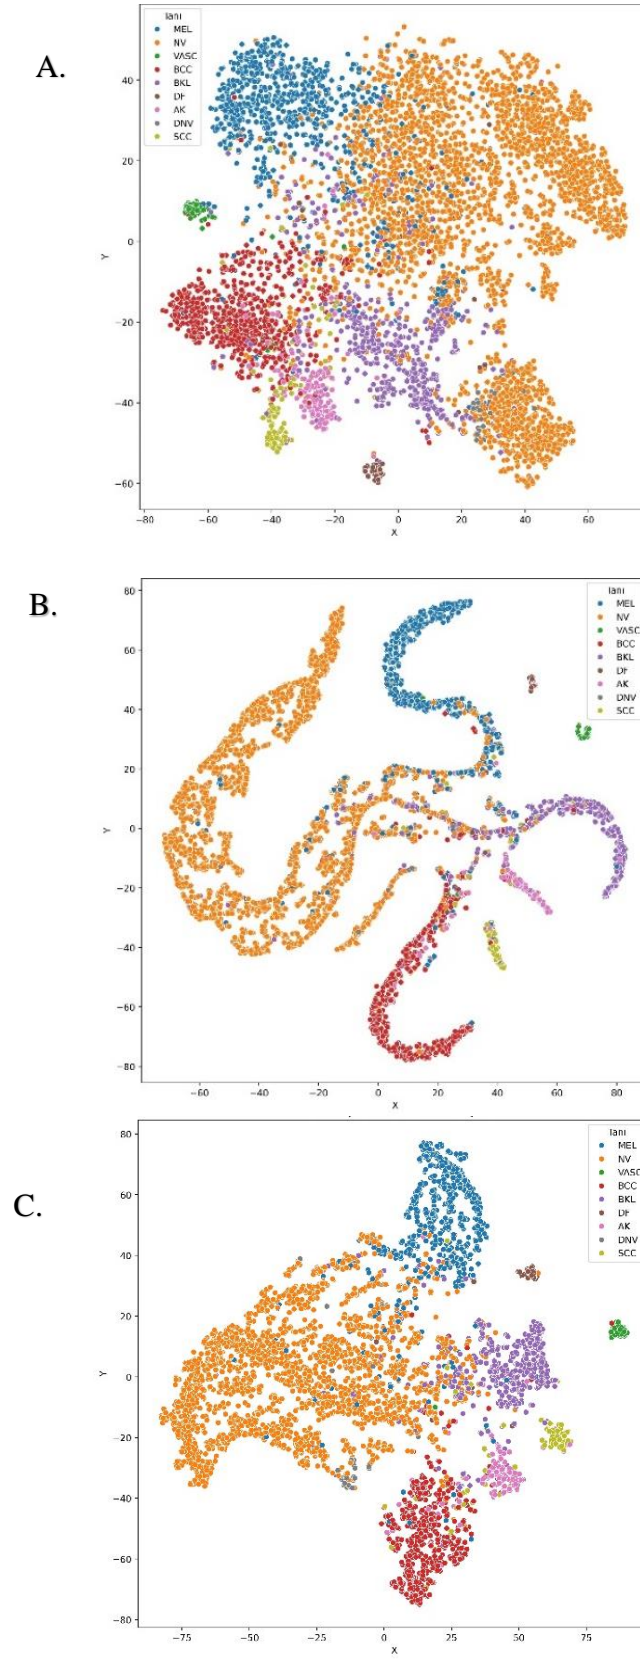 A.
lani
MEL
NV
VASC
BCC
BKL
DF
AK
DNV
SCC
40
20
0
−20
−40
−60
Y
−80 −60 −40 −20 0 20 40 60
X
B.
lani
MEL
NV
VASC
BCC
BKL
DF
AK
DNV
SCC
80
60
40
20
0
−20
−40
−60
−80
Y
−60 −40 −20 0 20 40 60 80
X
C.
lani
MEL
NV
VASC
BCC
BKL
DF
AK
DNV
SCC
80
60
40
20
0
−20
−40
−60
−80
Y
−75 −50 −25 0 25 50 75
X